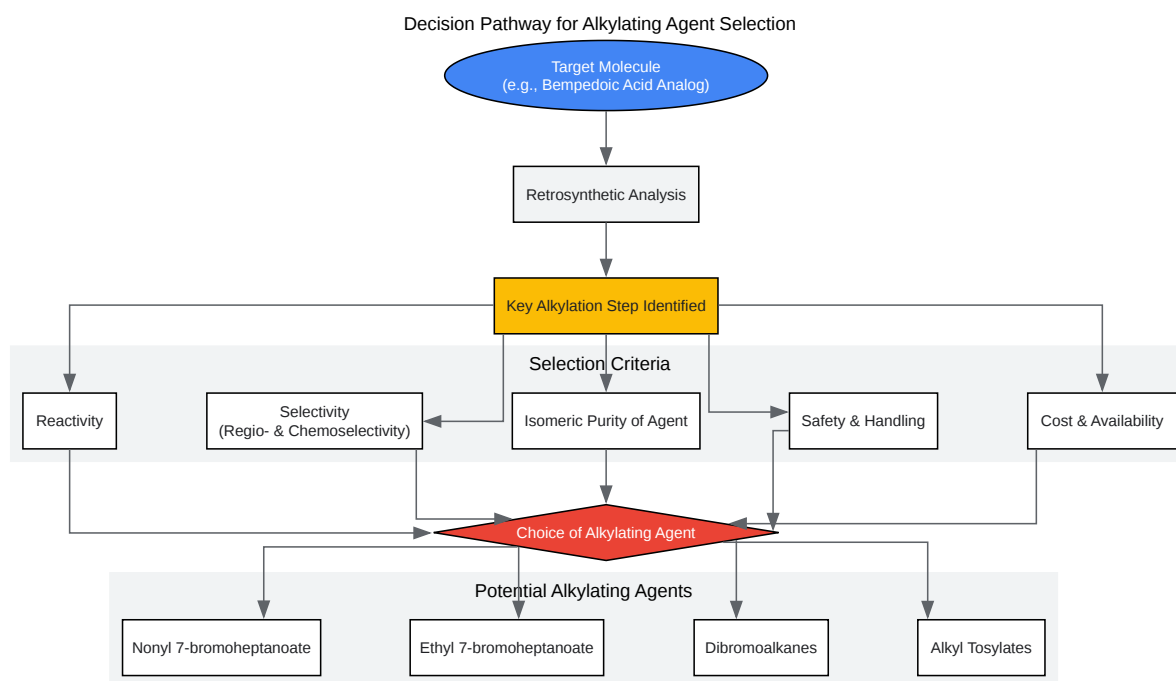 Decision Pathway for Alkylating Agent Selection
Target Molecule
(e.g., Bempedoic Acid Analog)
Retrosynthetic Analysis
Key Alkylation Step Identified
Selection Criteria
Reactivity
Selectivity
(Regio- & Chemoselectivity)
Isomeric Purity of Agent
Safety & Handling
Cost & Availability
Choice of Alkylating Agent
Potential Alkylating Agents
Nonyl 7-bromoheptanoate
Ethyl 7-bromoheptanoate
Dibromoalkanes
Alkyl Tosylates